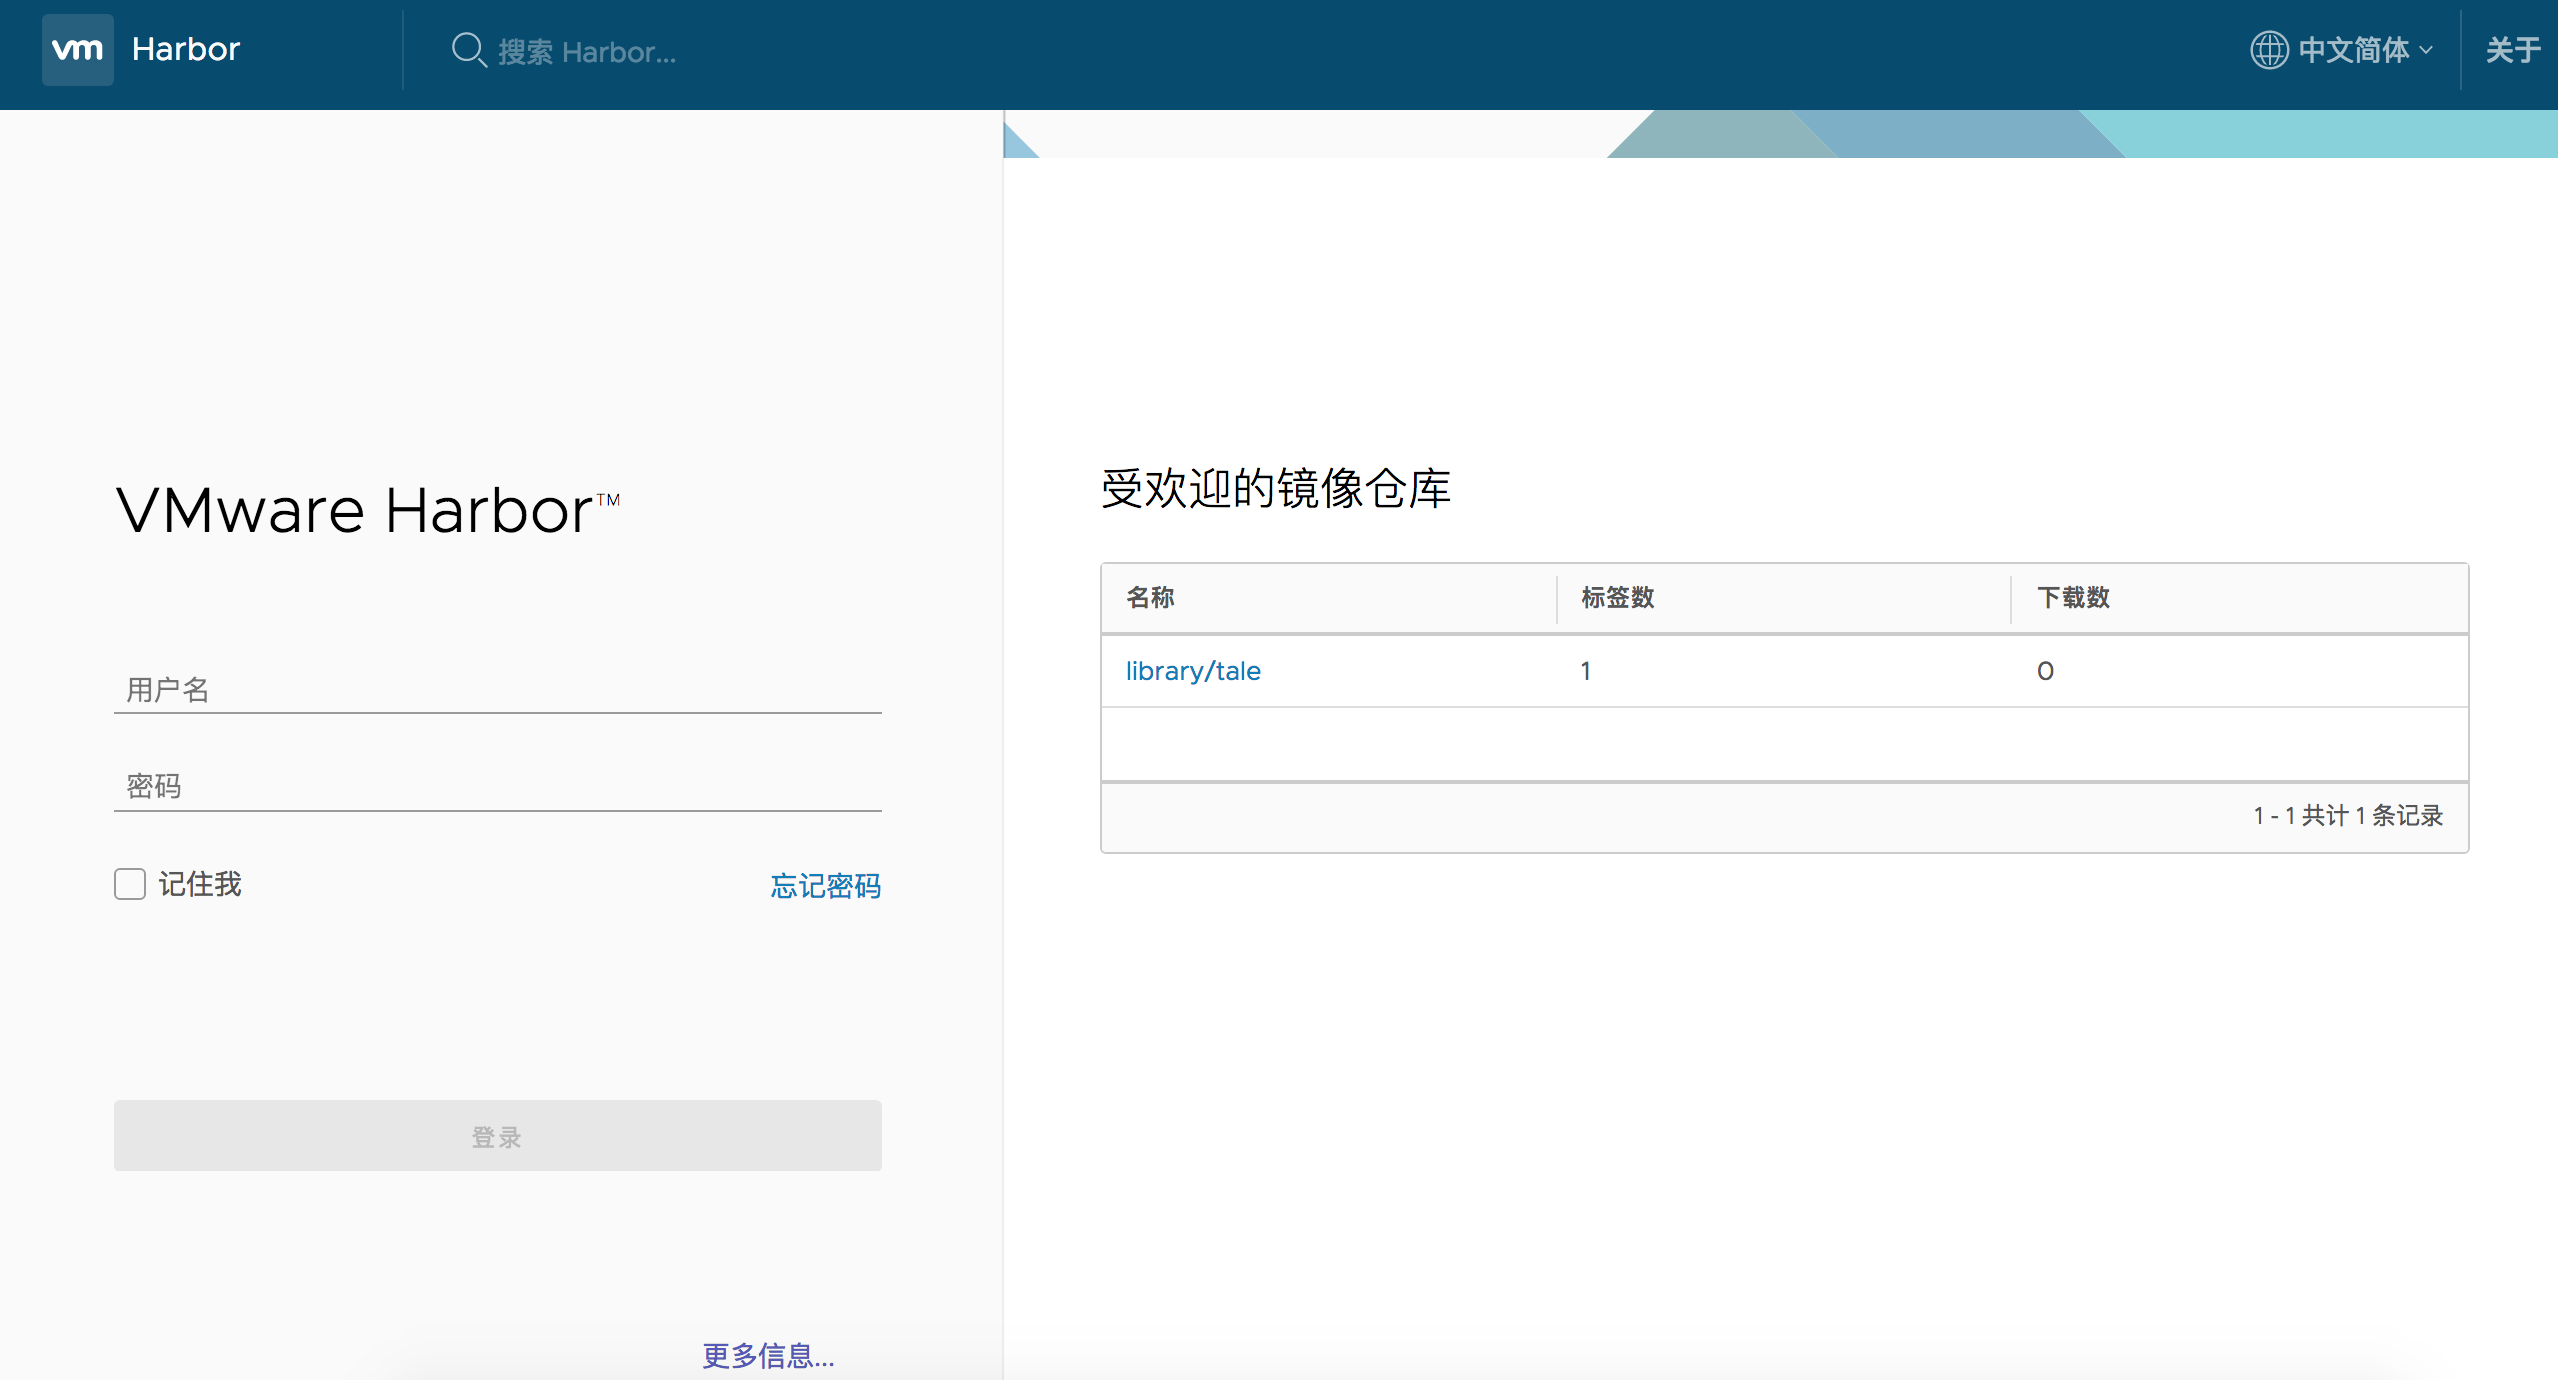 vm Harbor 搜索 Harbor... 中文简体 关于
VMware Harbor™
用户名
密码
记住我 忘记密码
登录
更多信息...
受欢迎的镜像仓库
名称 标签数 下载数
library/tale 1 0
1 - 1 共计 1 条记录